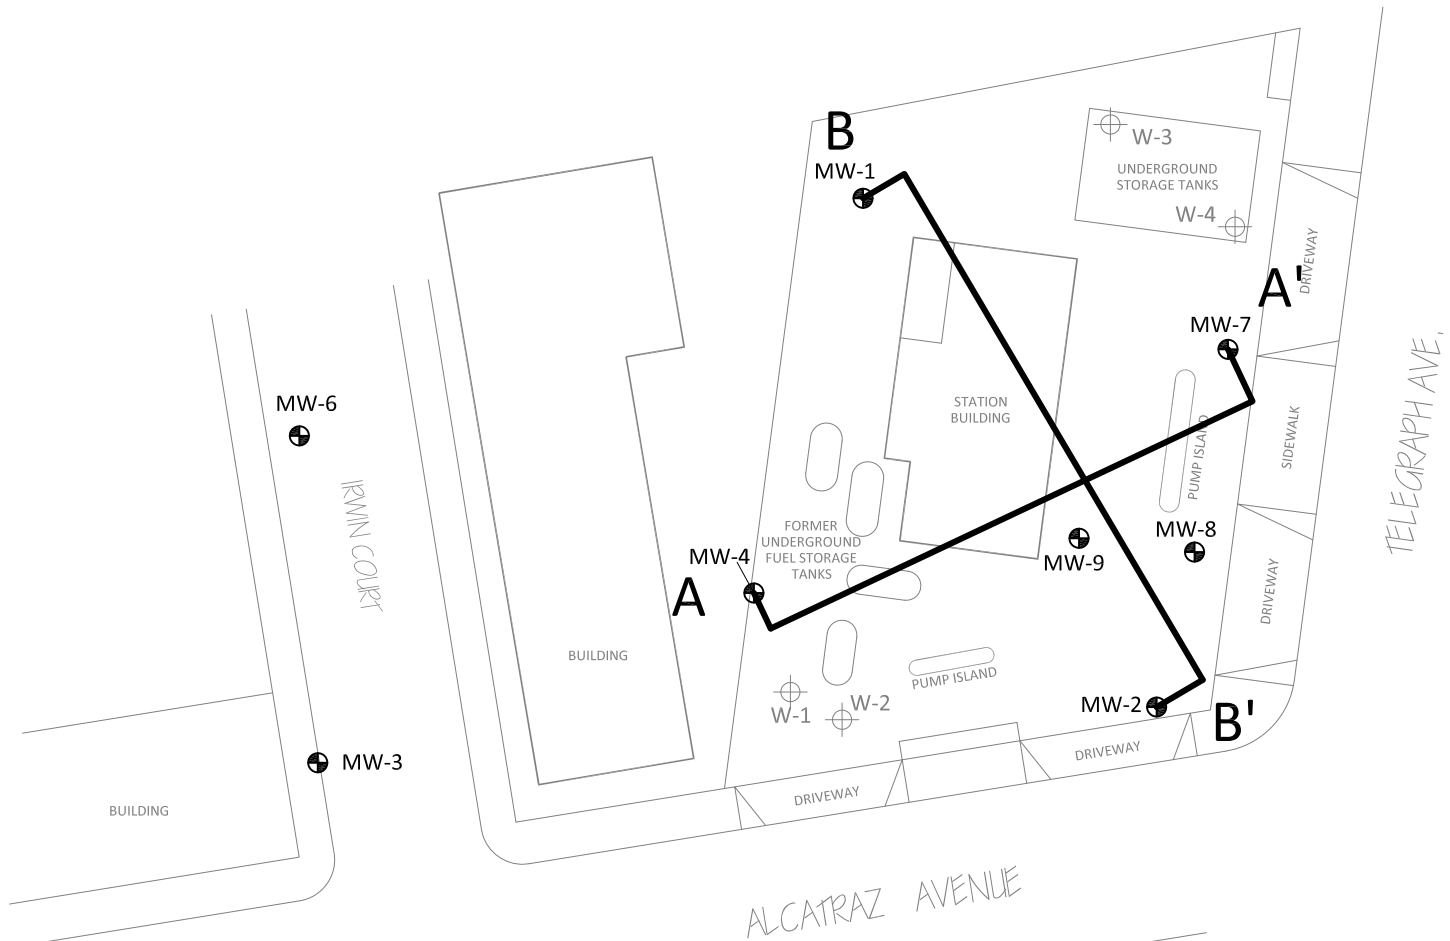 B
MW-1
W-3
UNDERGROUND
STORAGE TANKS
W-4
DRIVEWAY
A'
MW-7
TELEGRAPH AVE.
MW-6
STATION
BUILDING
SIDEWALK
PUMP ISLAND
IRWIN COURT
FORMER
UNDERGROUND
FUEL STORAGE
TANKS
MW-4
A
MW-9
MW-8
DRIVEWAY
BUILDING
PUMP ISLAND
W-1
W-2
MW-2
B'
MW-3
DRIVEWAY
DRIVEWAY
BUILDING
ALCATRAZ AVENUE